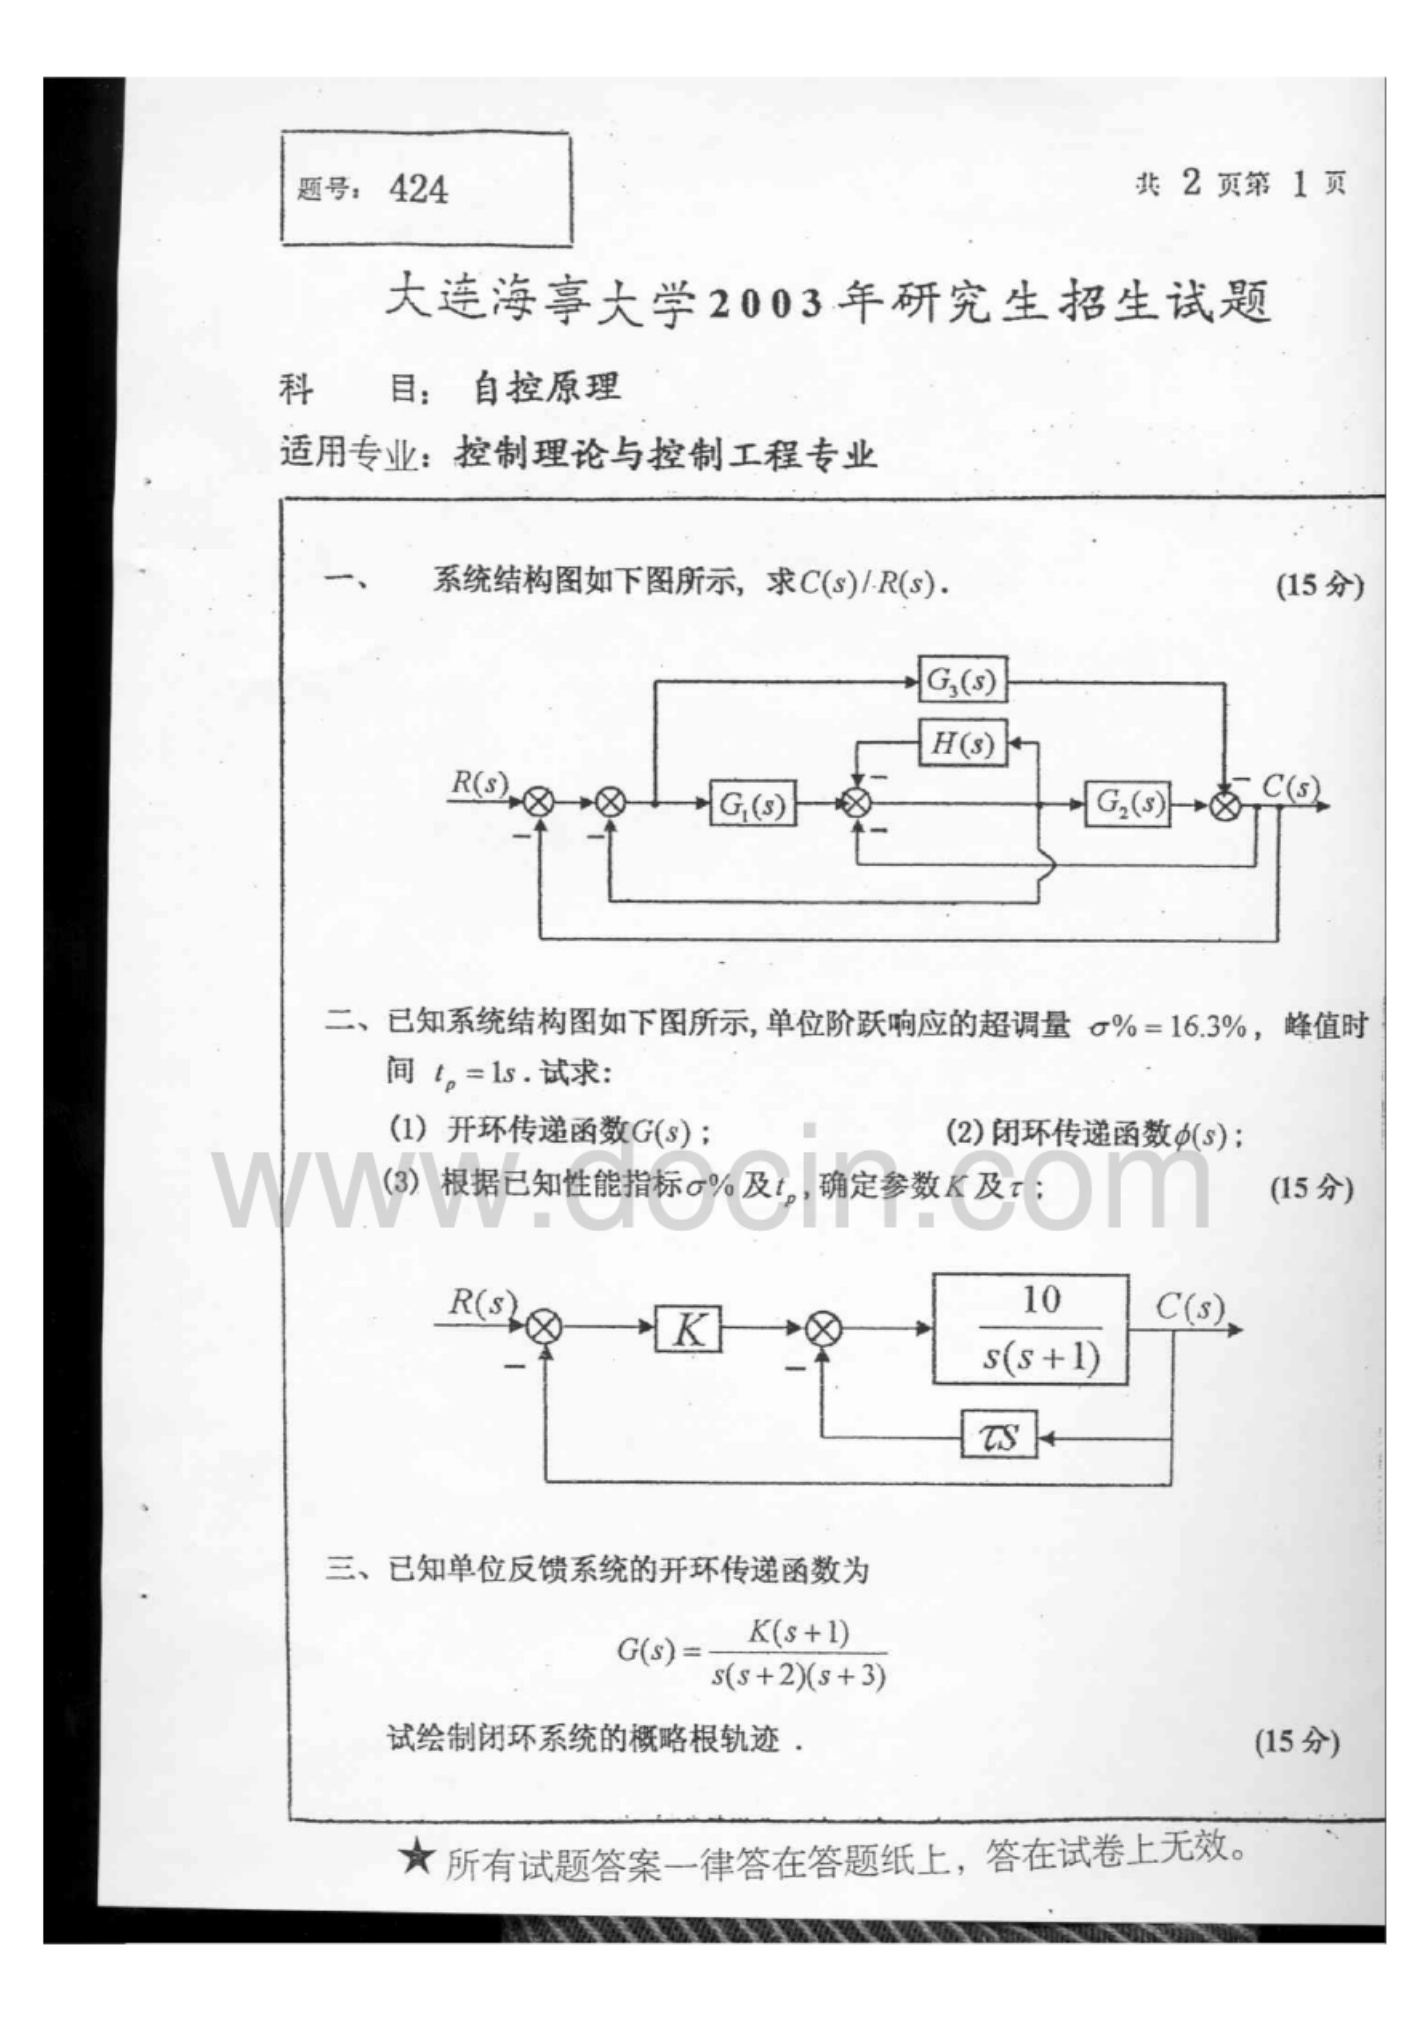 题号：424
共 2 页第 1 页
大连海事大学2003年研究生招生试题
科 目：自控原理
适用专业：控制理论与控制工程专业
一、 系统结构图如下图所示，求C(s)/R(s)． (15 分)
G₃(s)
H(s)
R(s) G₁(s) − G₂(s) − C(s)
− − −
二、已知系统结构图如下图所示,单位阶跃响应的超调量 σ%=16.3%，峰值时
间 tₚ=1s．试求：
(1) 开环传递函数G(s)； (2)闭环传递函数ϕ(s)；
(3) 根据已知性能指标σ%及tₚ,确定参数K及τ； (15 分)
www.docin.com
R(s) K 10/s(s+1) C(s)
− −
τs
三、已知单位反馈系统的开环传递函数为
G(s)=K(s+1)/s(s+2)(s+3)
试绘制闭环系统的概略根轨迹． (15 分)
★所有试题答案一律答在答题纸上，答在试卷上无效。